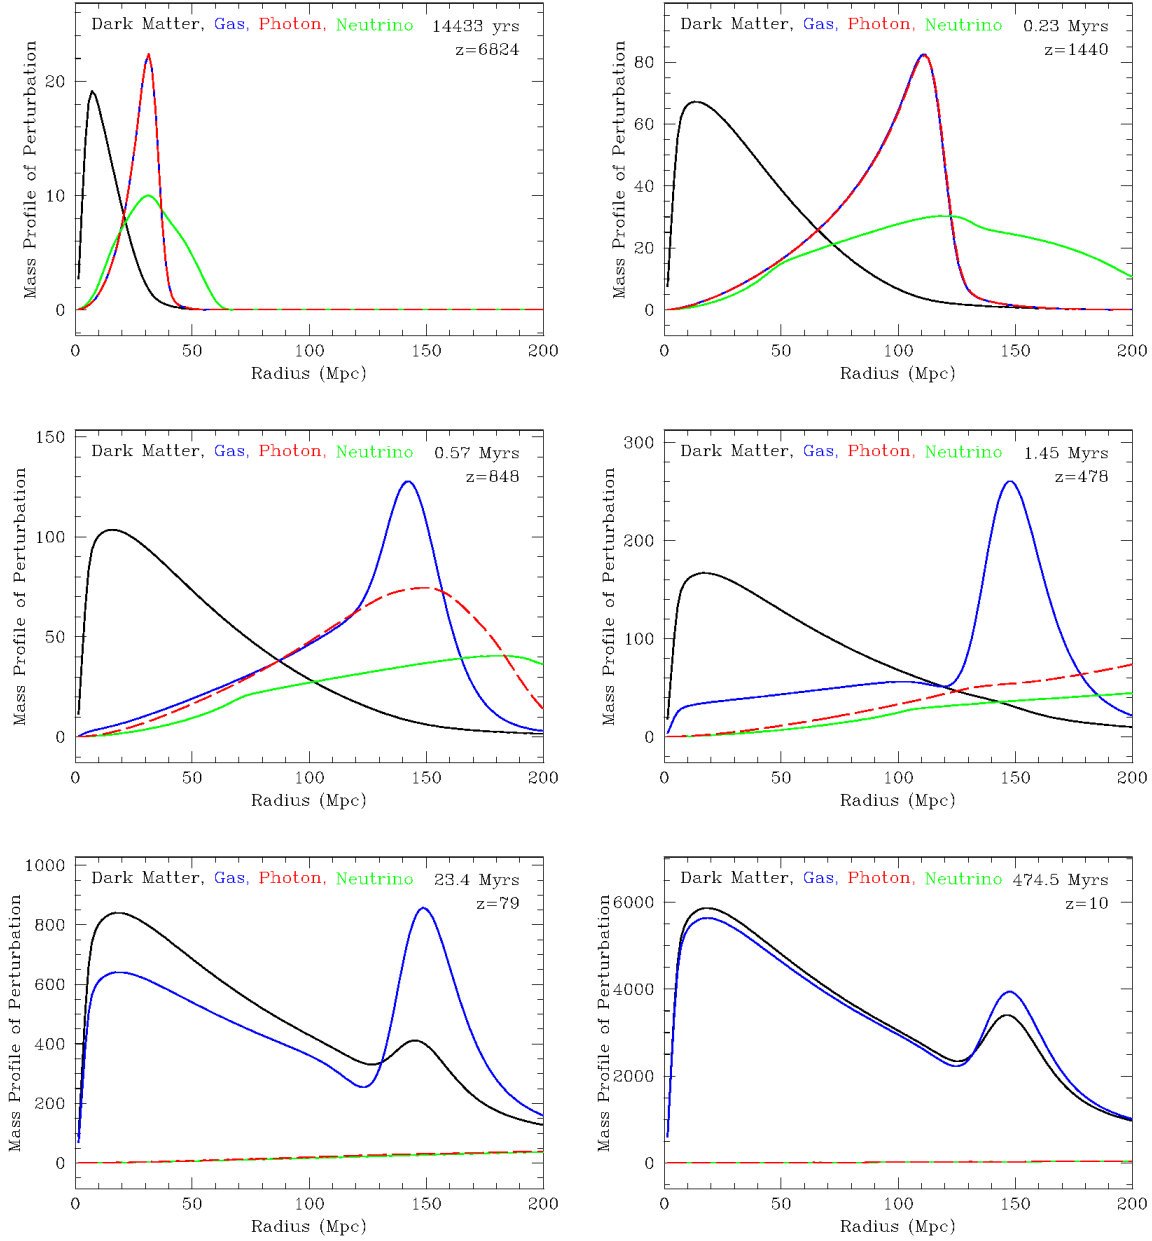 Dark Matter, Gas, Photon, Neutrino 14433 yrs
z=6824
Mass Profile of Perturbation
20
10
0
0 50 100 150 200
Radius (Mpc)
Dark Matter, Gas, Photon, Neutrino 0.23 Myrs
z=1440
Mass Profile of Perturbation
80
60
40
20
0
0 50 100 150 200
Radius (Mpc)
Dark Matter, Gas, Photon, Neutrino 0.57 Myrs
z=848
Mass Profile of Perturbation
150
100
50
0
0 50 100 150 200
Radius (Mpc)
Dark Matter, Gas, Photon, Neutrino 1.45 Myrs
z=478
Mass Profile of Perturbation
300
200
100
0
0 50 100 150 200
Radius (Mpc)
Dark Matter, Gas, Photon, Neutrino 23.4 Myrs
z=79
Mass Profile of Perturbation
1000
800
600
400
200
0
0 50 100 150 200
Radius (Mpc)
Dark Matter, Gas, Photon, Neutrino 474.5 Myrs
z=10
Mass Profile of Perturbation
6000
4000
2000
0
0 50 100 150 200
Radius (Mpc)